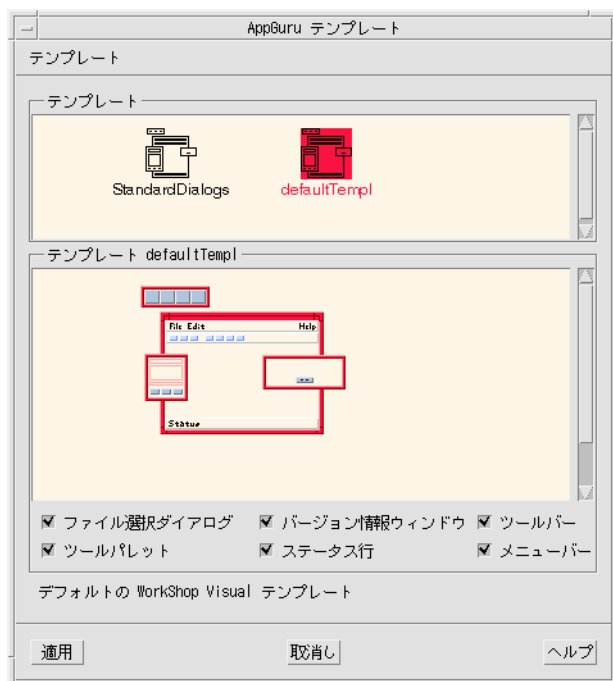 AppGuru テンプレート
テンプレート
テンプレート
StandardDialogs defaultTempl
テンプレート defaultTempl
File Edit Help
Status
ファイル選択ダイアログ バージョン情報ウィンドウ ツールバー
ツールパレット ステータス行 メニューバー
デフォルトの WorkShop Visual テンプレート
適用 取消し ヘルプ